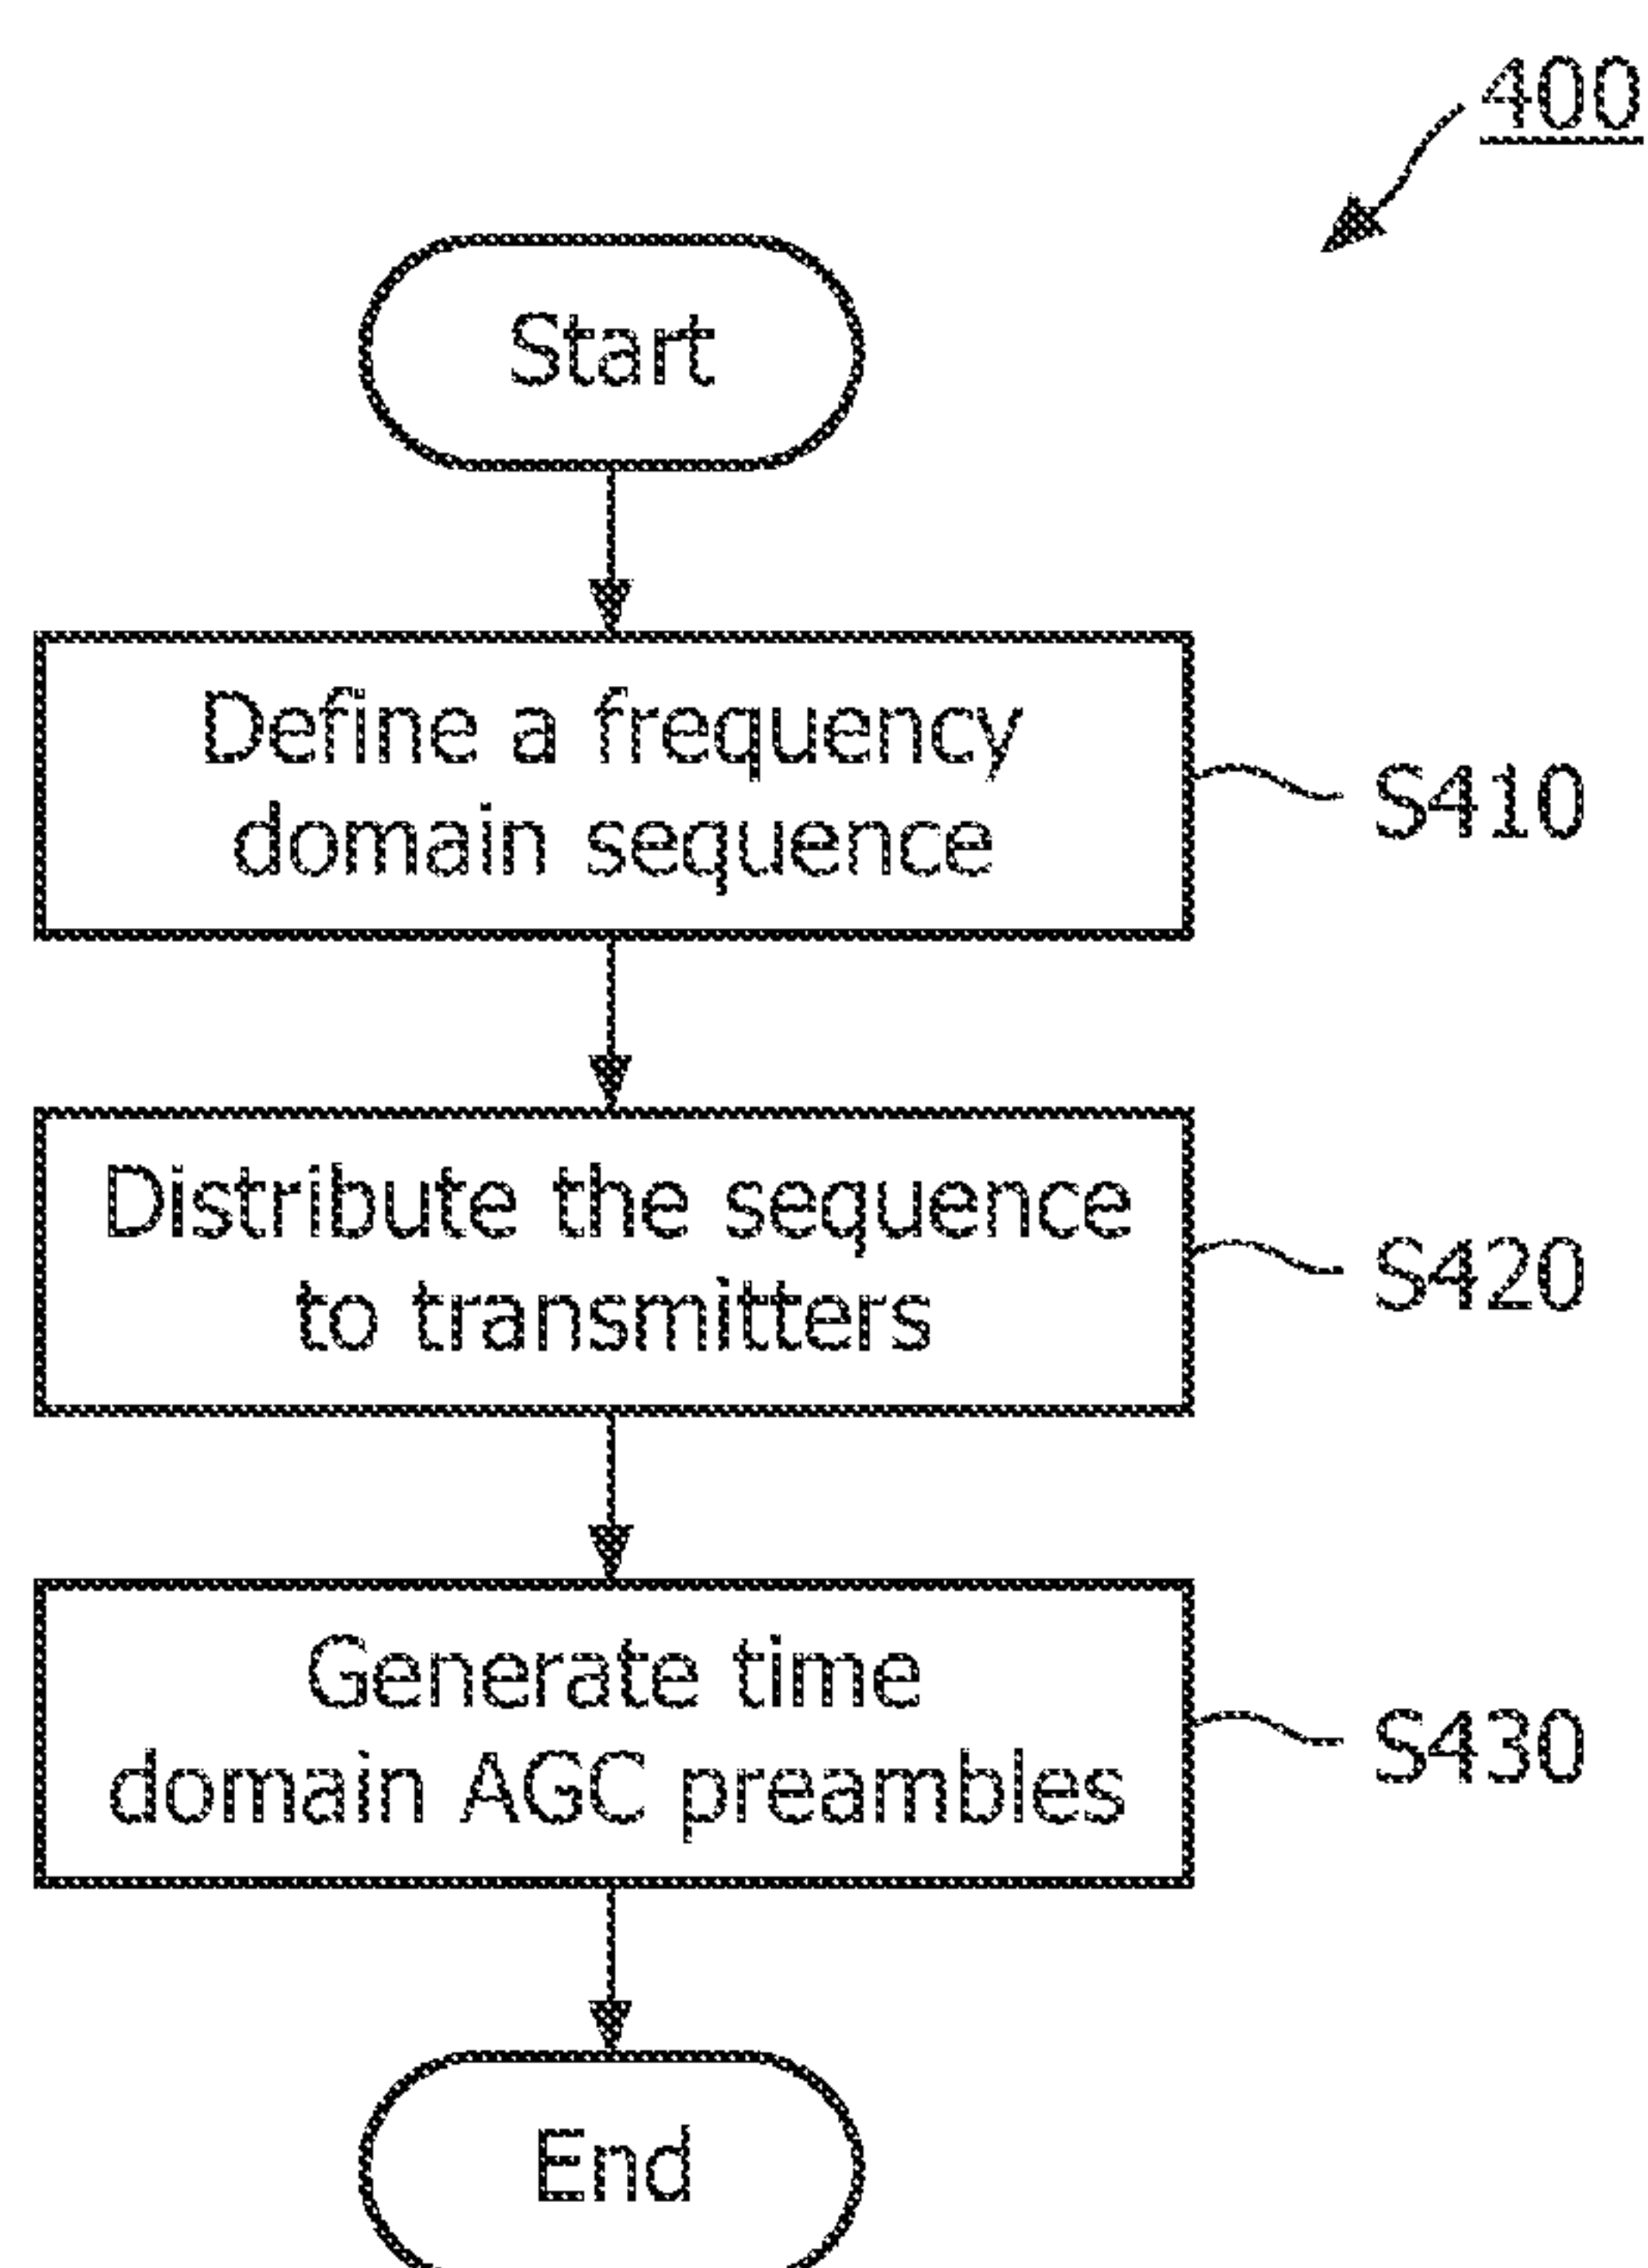 400
Start
Define a frequency
domain sequence
S410
Distribute the sequence
to transmitters
S420
Generate time
domain AGC preambles
S430
End